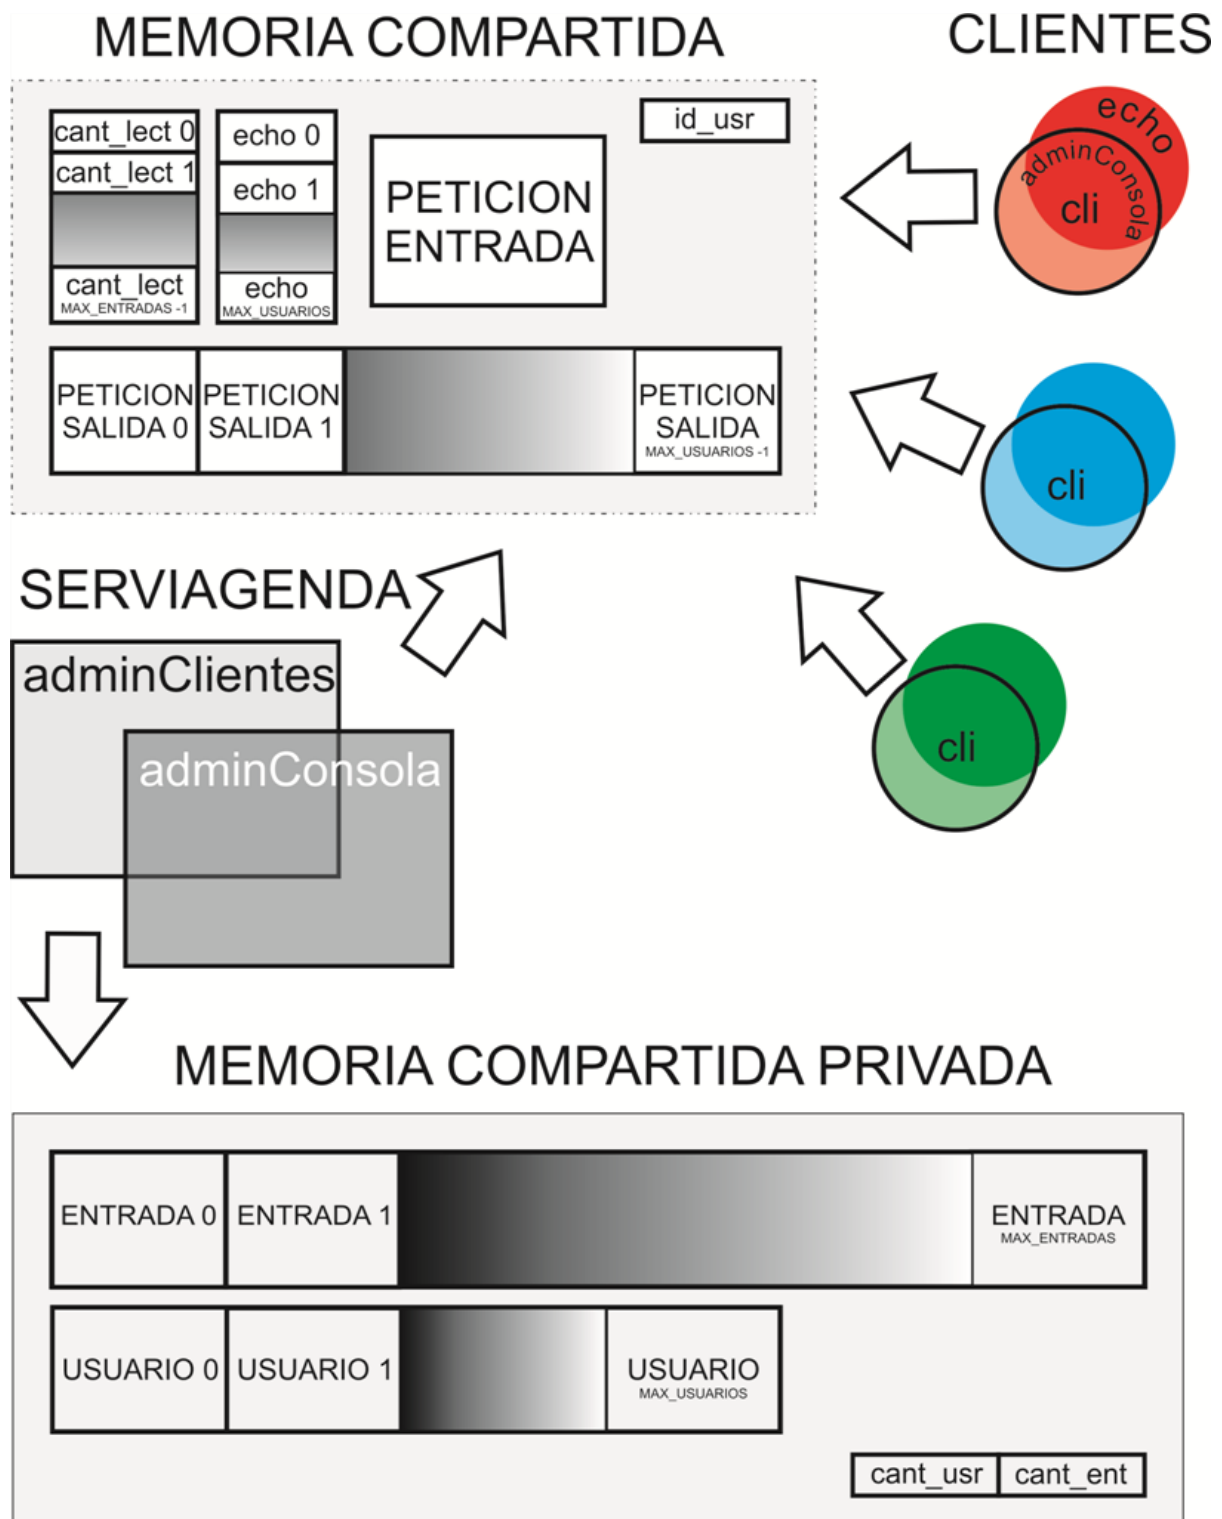 MEMORIA COMPARTIDA
CLIENTES
cant_lect 0
cant_lect 1
cant_lect
MAX_ENTRADAS -1
echo 0
echo 1
echo
MAX_USUARIOS
PETICION
ENTRADA
id_usr
PETICION
SALIDA 0
PETICION
SALIDA 1
PETICION
SALIDA
MAX_USUARIOS -1
echo
adminConsola
cli
cli
cli
SERVIAGENDA
adminClientes
adminConsola
MEMORIA COMPARTIDA PRIVADA
ENTRADA 0
ENTRADA 1
ENTRADA
MAX_ENTRADAS
USUARIO 0
USUARIO 1
USUARIO
MAX_USUARIOS
cant_usr
cant_ent